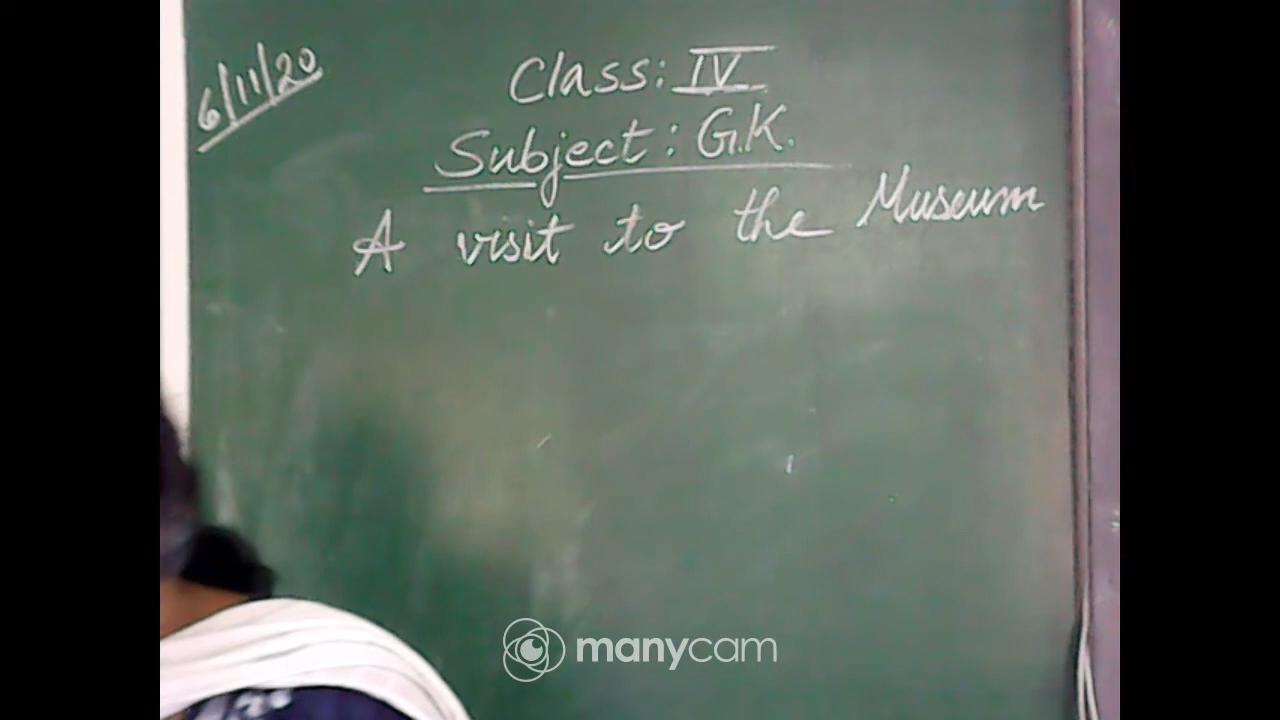 6/11/20
Class: IV
Subject: G.K.
A visit to the Museum
manycam